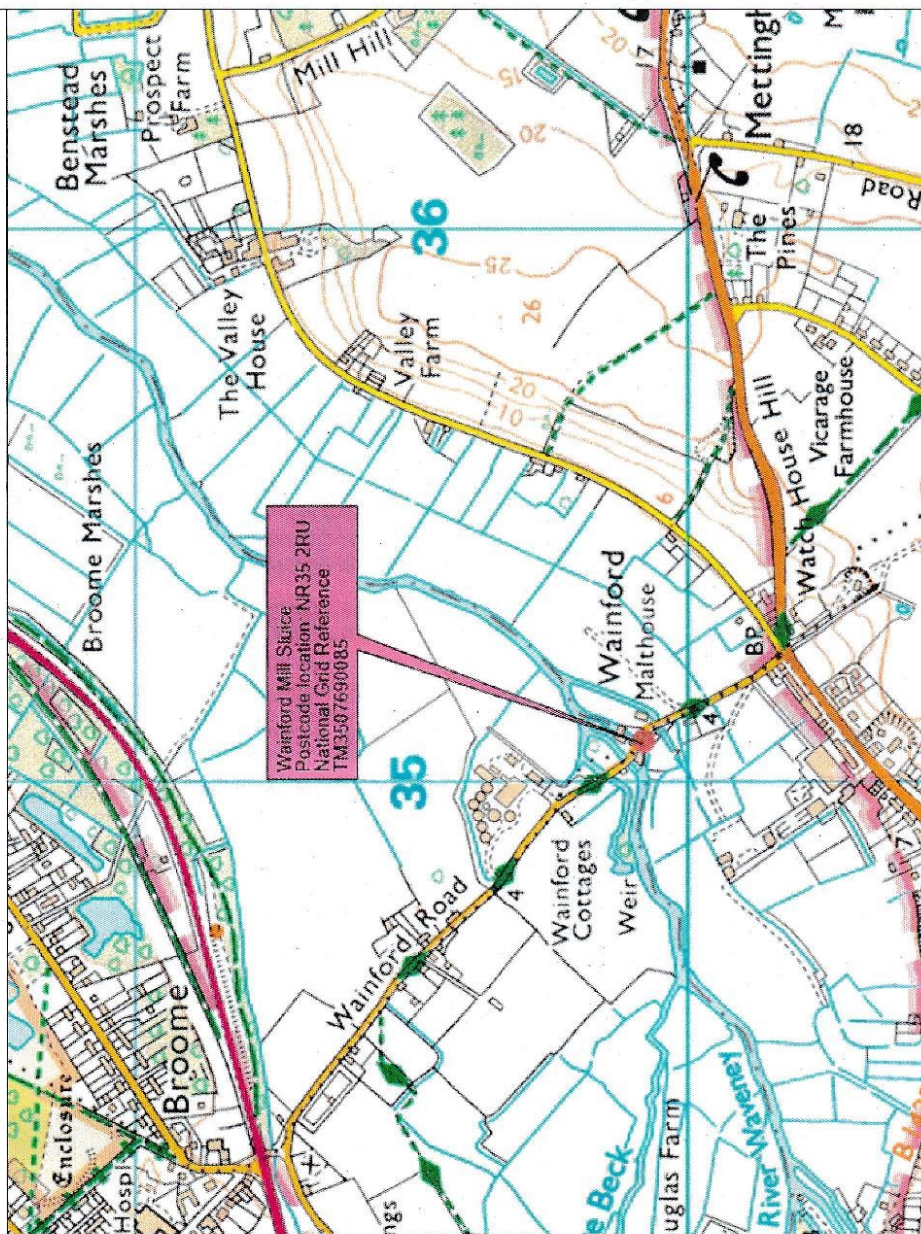 Benstead
Marshes
Prospect
Farm
Mill Hill
15
20
20
17
Mettingh
M
18
Road
Broome Marshes
The Valley
House
36
25
26
The
Pines
Valley
Farm
20
10
6
Watch House Hill
Vicarage
Farmhouse
Wainford Mill Sluice
Postcode location NR35 2RU
National Grid Reference
TM3507690085
Wainford
Malthouse
BP
4
35
Wainford
Cottages
Weir
4
Wainford Road
7
Broome
Enclosure
Hospl
ngs
e Beck
uglas Farm
River Waveney